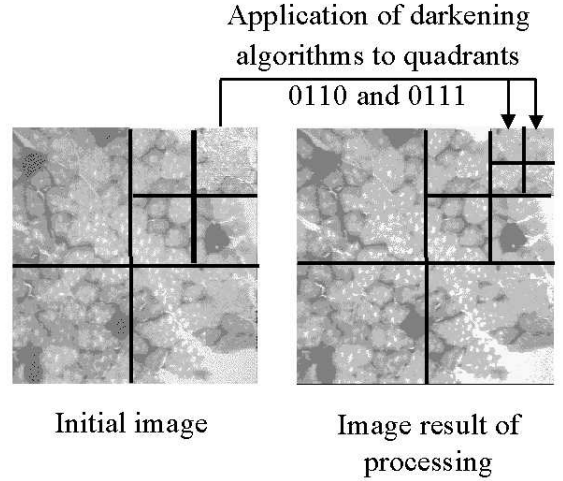 Application of darkening
algorithms to quadrants
0110 and 0111
Initial image
Image result of
processing